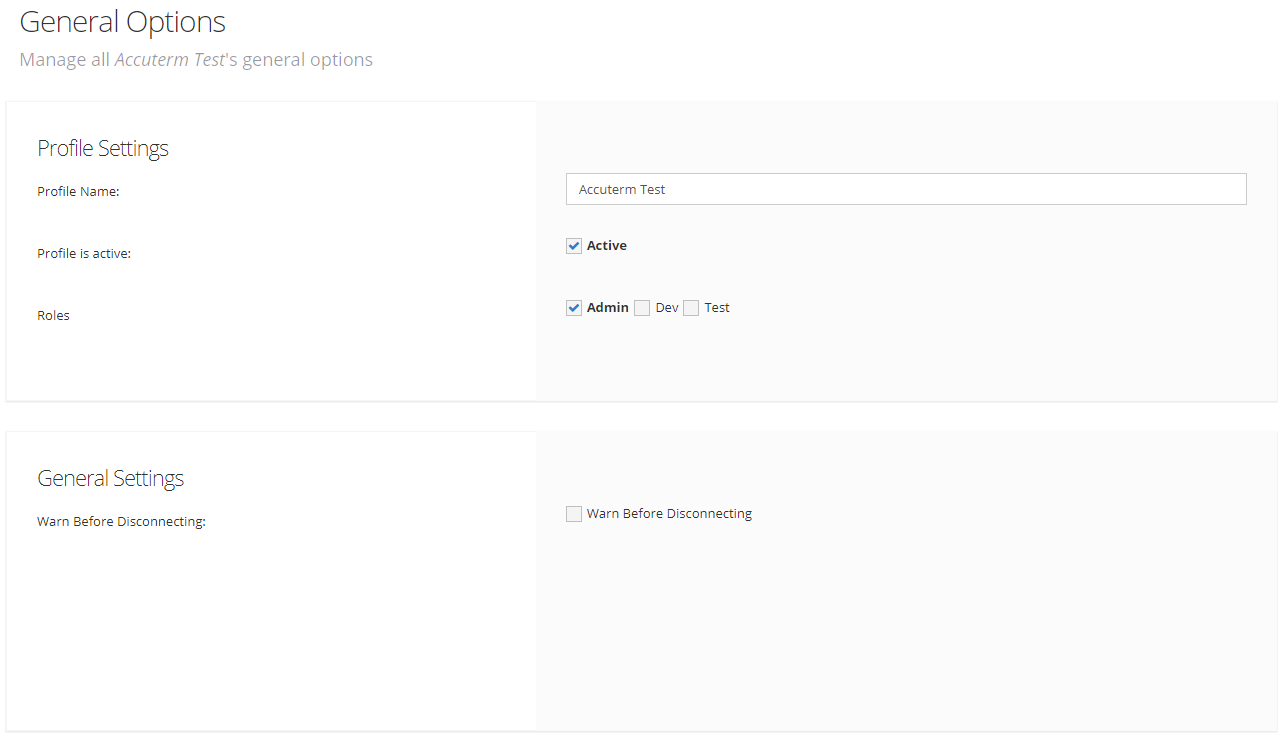 General Options
Manage all Accuterm Test's general options
Profile Settings
Profile Name:
Accuterm Test
Profile is active:
Active
Roles
Admin Dev Test
General Settings
Warn Before Disconnecting:
Warn Before Disconnecting